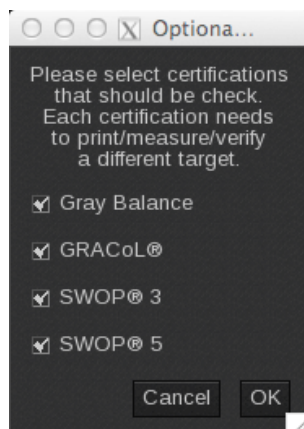 Optiona...
Please select certifications
that should be check.
Each certification needs
to print/measure/verify
a different target.
Gray Balance
GRACoL®
SWOP® 3
SWOP® 5
Cancel OK